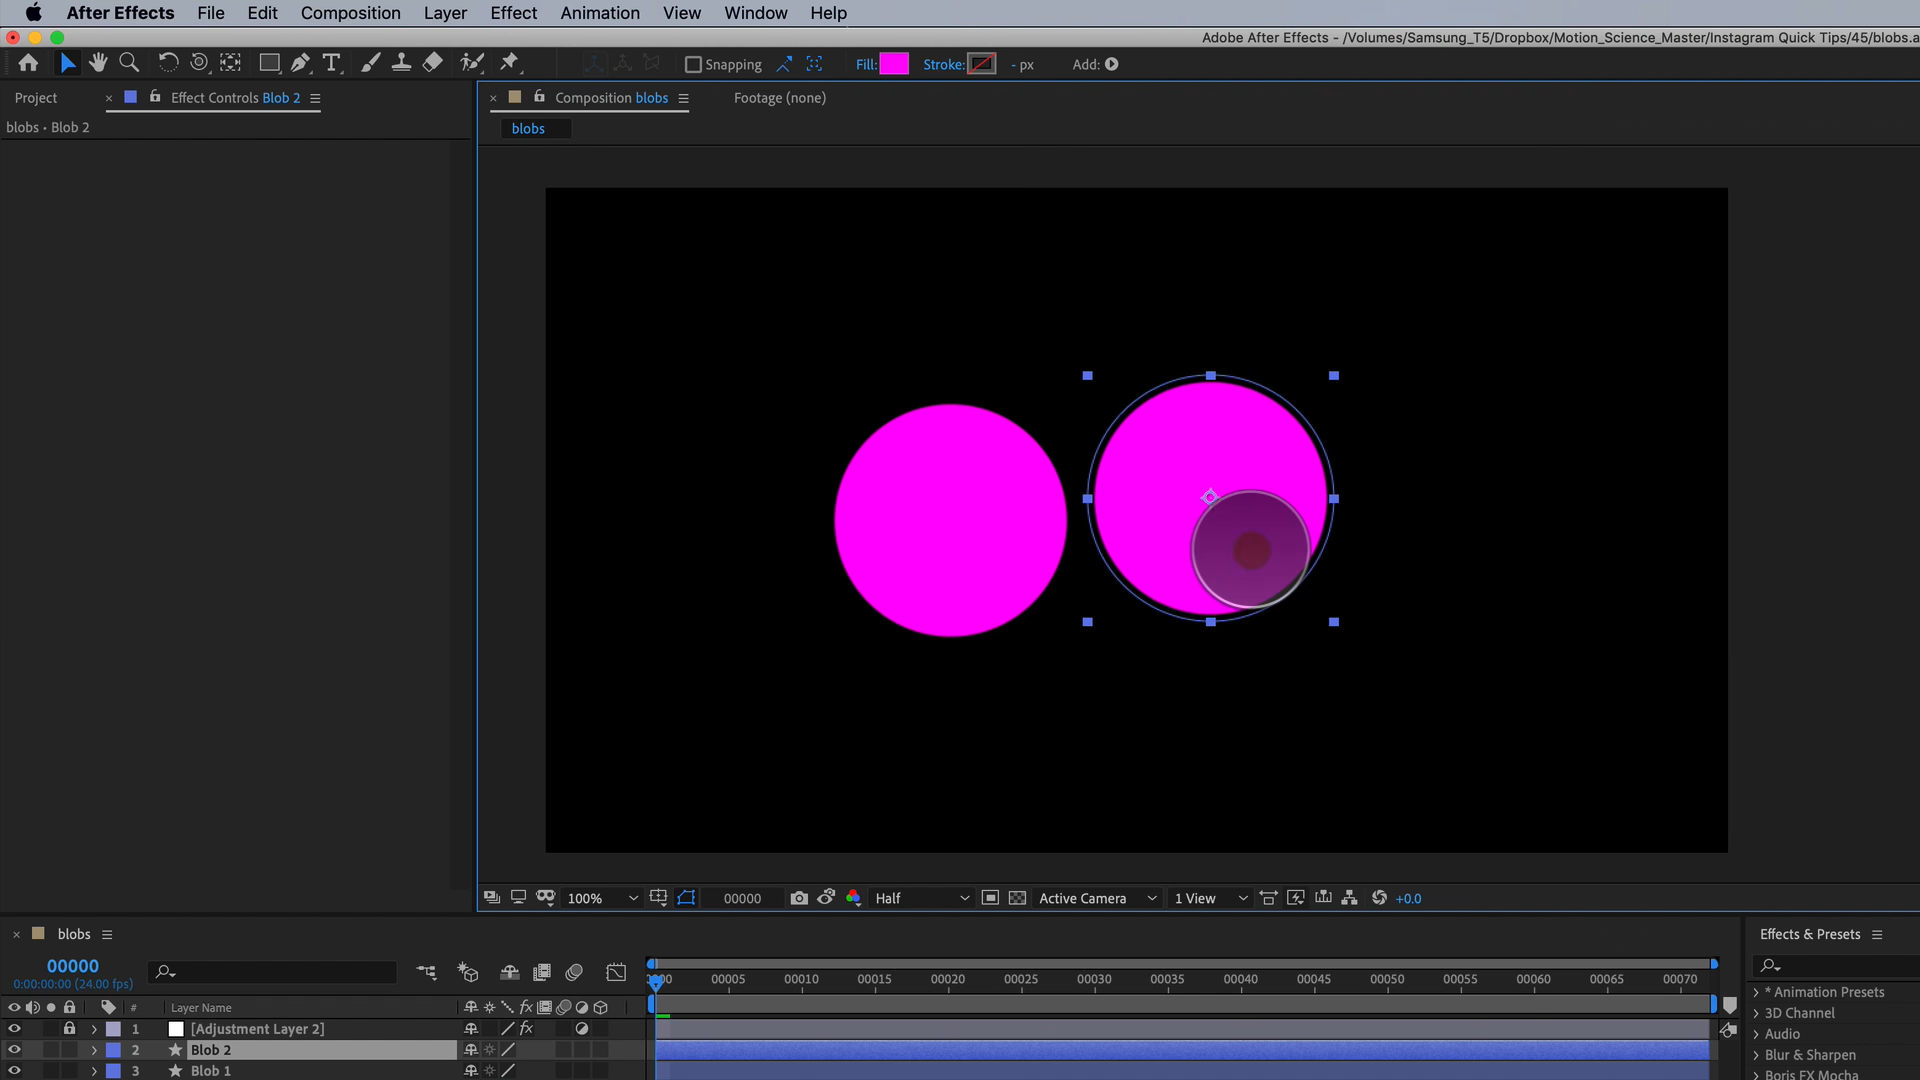 After Effects File Edit Composition Layer Effect Animation View Window Help
Adobe After Effects - /Volumes/Samsung_T5/Dropbox/Motion_Science_Master/Instagram Quick Tips/45/blobs.a
Snapping Fill: Stroke: - px Add:
Project × Effect Controls Blob 2 × Composition blobs Footage (none)
blobs • Blob 2
blobs
100% 00000 Half Active Camera 1 View +0.0
× blobs
Effects & Presets
00000
0:00:00:00 (24.00 fps)
00005 00010 00015 00020 00025 00030 00035 00040 00045 00050 00055 00060 00065 00070
# Layer Name fx
* Animation Presets
3D Channel
1 [Adjustment Layer 2] fx
Audio
2 Blob 2
Blur & Sharpen
3 Blob 1
Boris FX Mocha